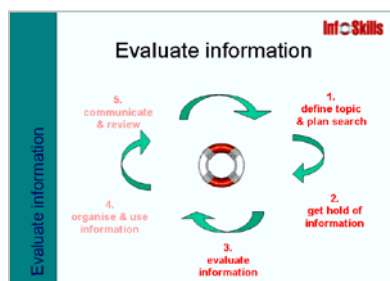 InfoSkills
Evaluate information
5.
communicate
& review
1.
define topic
& plan search
4.
organise & use
information
2.
get hold of
information
3.
evaluate
information
Evaluate information